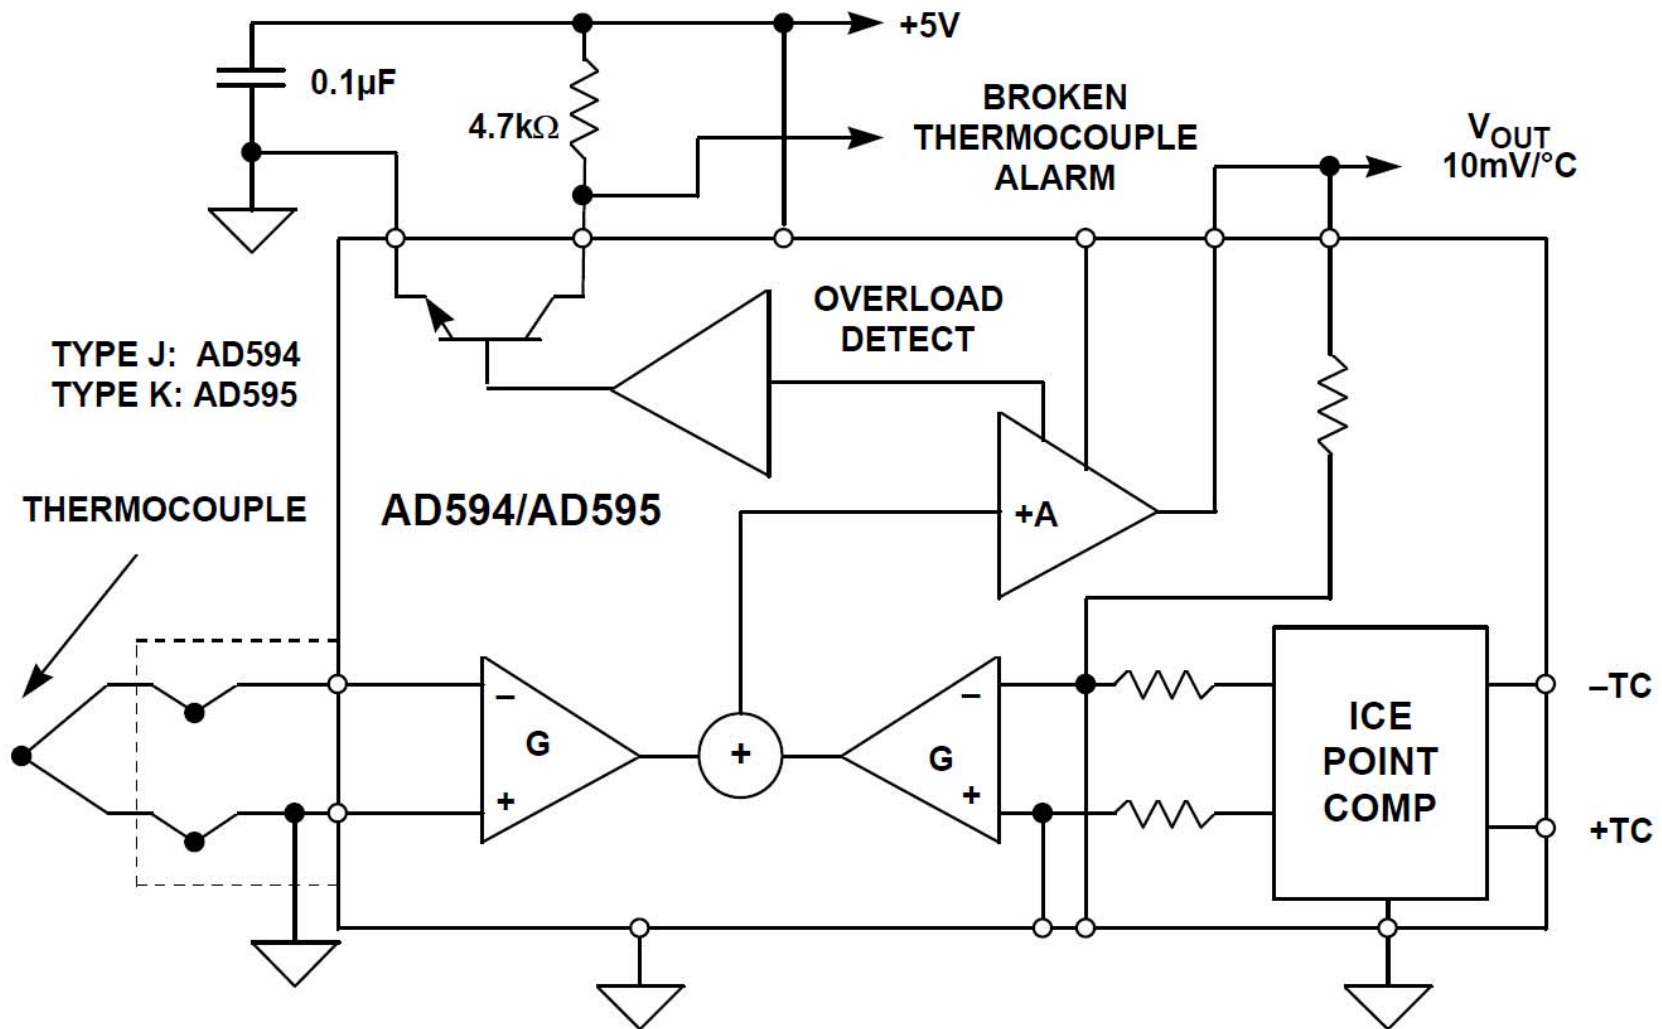 +5V
0.1µF
4.7kΩ
BROKEN
THERMOCOUPLE
ALARM
VOUT
10mV/°C
OVERLOAD
DETECT
TYPE J: AD594
TYPE K: AD595
THERMOCOUPLE
AD594/AD595
+A
–
G
+
+
–
G
+
ICE
POINT
COMP
–TC
+TC